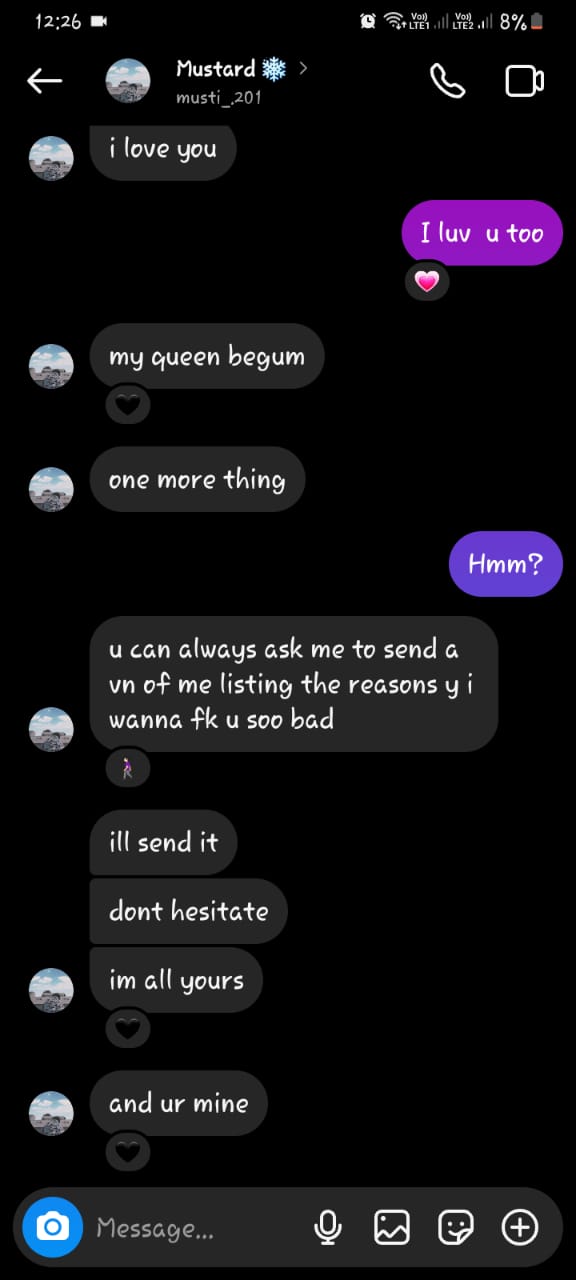 12:26
Vo) LTE1
Vo) LTE2
8%
Mustard
musti_.201
i love you
I luv u too
my queen begum
one more thing
Hmm?
u can always ask me to send a
vn of me listing the reasons y i
wanna fk u soo bad
ill send it
dont hesitate
im all yours
and ur mine
Message...